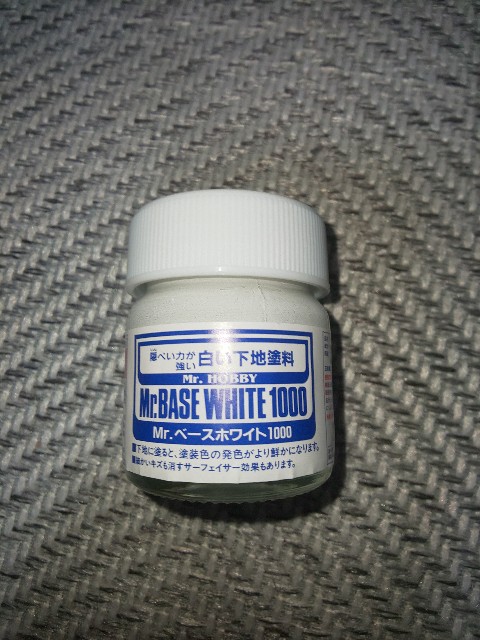 隠ぺい力が
強い
白い下地塗料
Mr. HOBBY
Mr.BASE WHITE 1000
Mr.ベースホワイト1000
■下地に塗ると、塗装色の発色がより鮮かになります。
■細かいキズも消すサーフェイサー効果もあります。